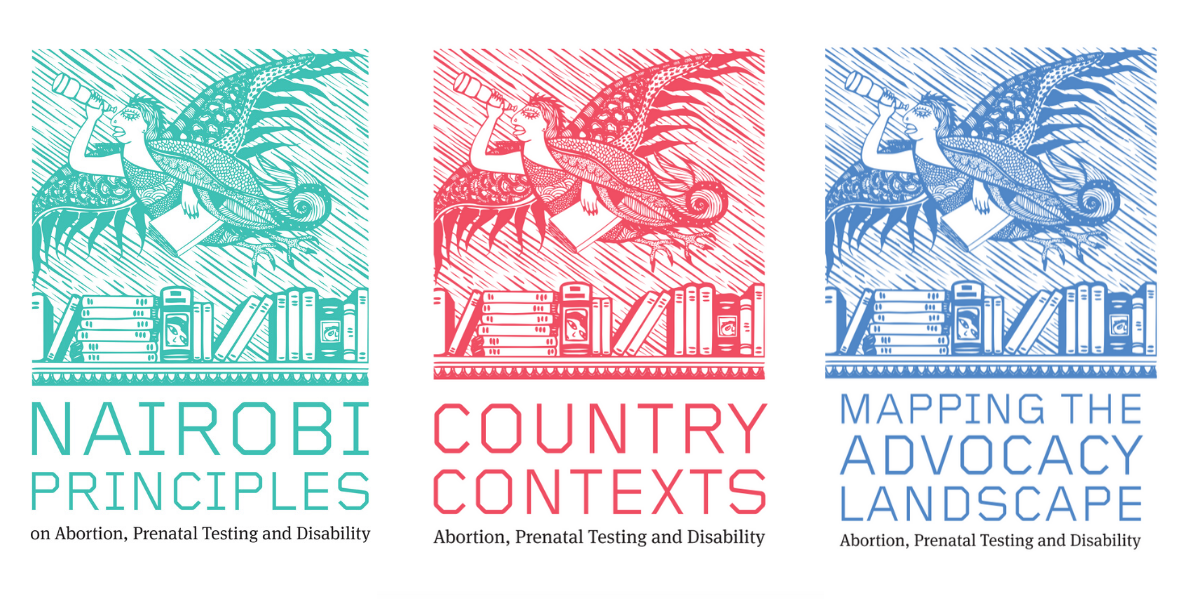 NAIROBI
PRINCIPLES
on Abortion, Prenatal Testing and Disability
COUNTRY
CONTEXTS
Abortion, Prenatal Testing and Disability
MAPPING THE
ADVOCACY
LANDSCAPE
Abortion, Prenatal Testing and Disability